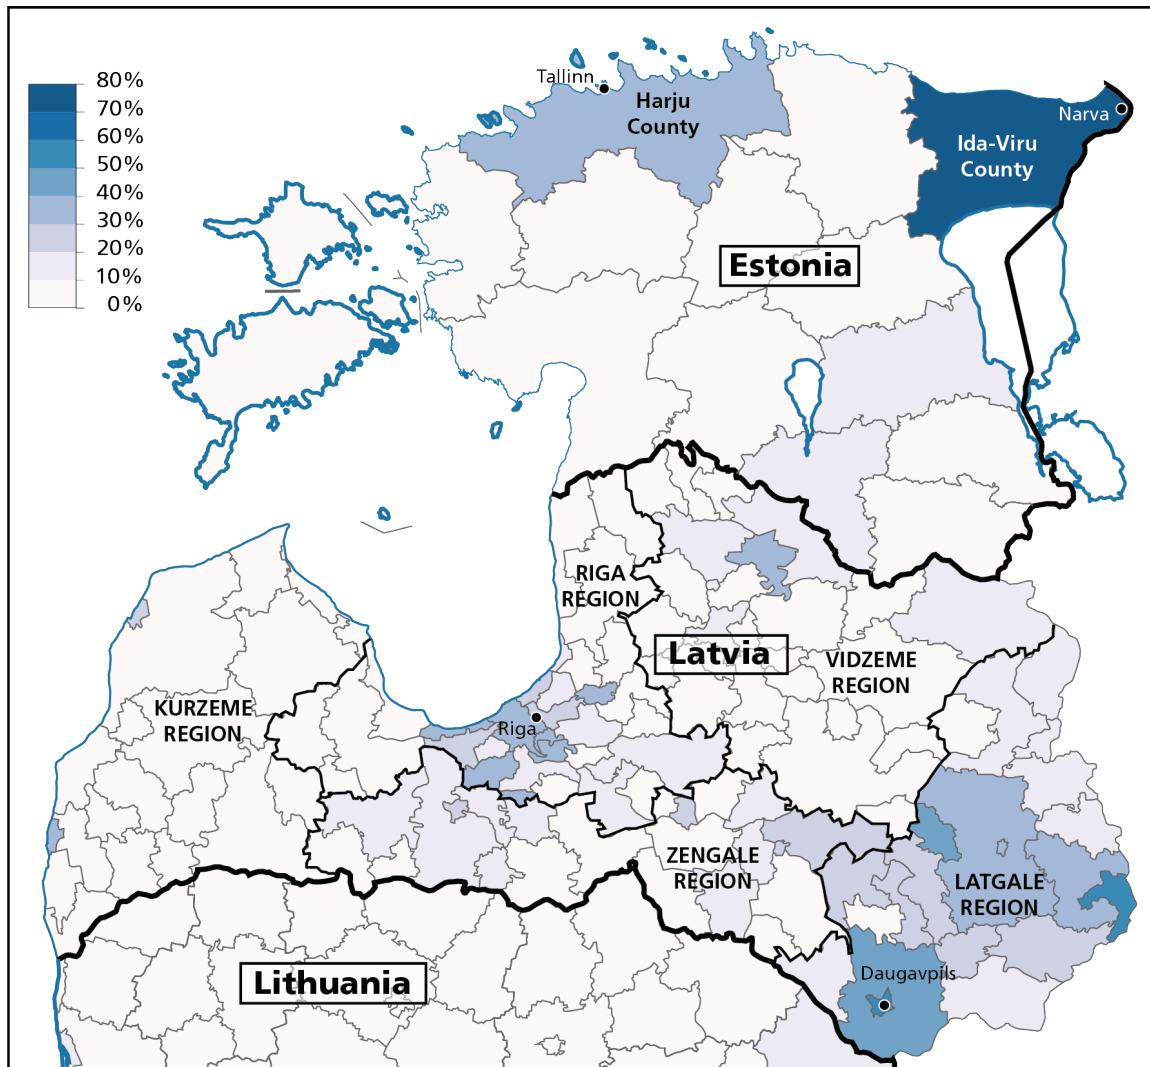 80%
70%
60%
50%
40%
30%
20%
10%
0%
Tallinn
Harju
County
Narva
Ida-Viru
County
Estonia
RIGA
REGION
Latvia
VIDZEME
REGION
KURZEME
REGION
Riga
ZENGALE
REGION
LATGALE
REGION
Daugavpils
Lithuania